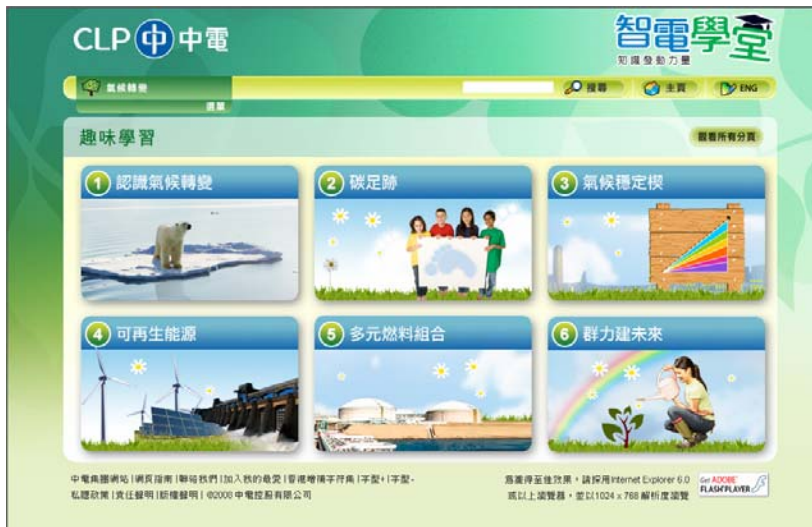 CLP 中 中電
智電學堂
知識發動力量
氣候轉變
搜尋
主頁
ENG
選單
趣味學習
觀看所有分頁
1 認識氣候轉變
2 碳足跡
3 氣候穩定楔
4 可再生能源
5 多元燃料組合
6 群力建未來
中電集團網站 | 網頁指南 | 聯絡我們 | 加入我的最愛 | 香港增補字符集 | 字型+ | 字型-
私隱政策 | 責任聲明 | 版權聲明 | ©2008 中電控股有限公司
為獲得至佳效果，請採用Internet Explorer 6.0
或以上瀏覽器，並以1024 x 768 解析度瀏覽
Get ADOBE
FLASH PLAYER